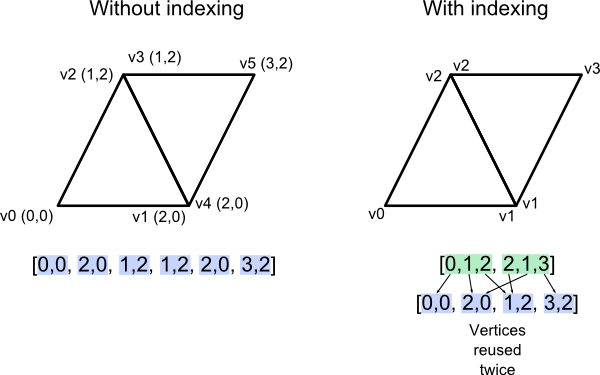 Without indexing
With indexing
v3 (1,2)
v2 (1,2)
v5 (3,2)
v0 (0,0)
v1 (2,0)
v4 (2,0)
[0,0, 2,0, 1,2, 1,2, 2,0, 3,2]
v2
v2
v3
v0
v1
v1
[0,1,2, 2,1,3]
[0,0, 2,0, 1,2, 3,2]
Vertices
reused
twice